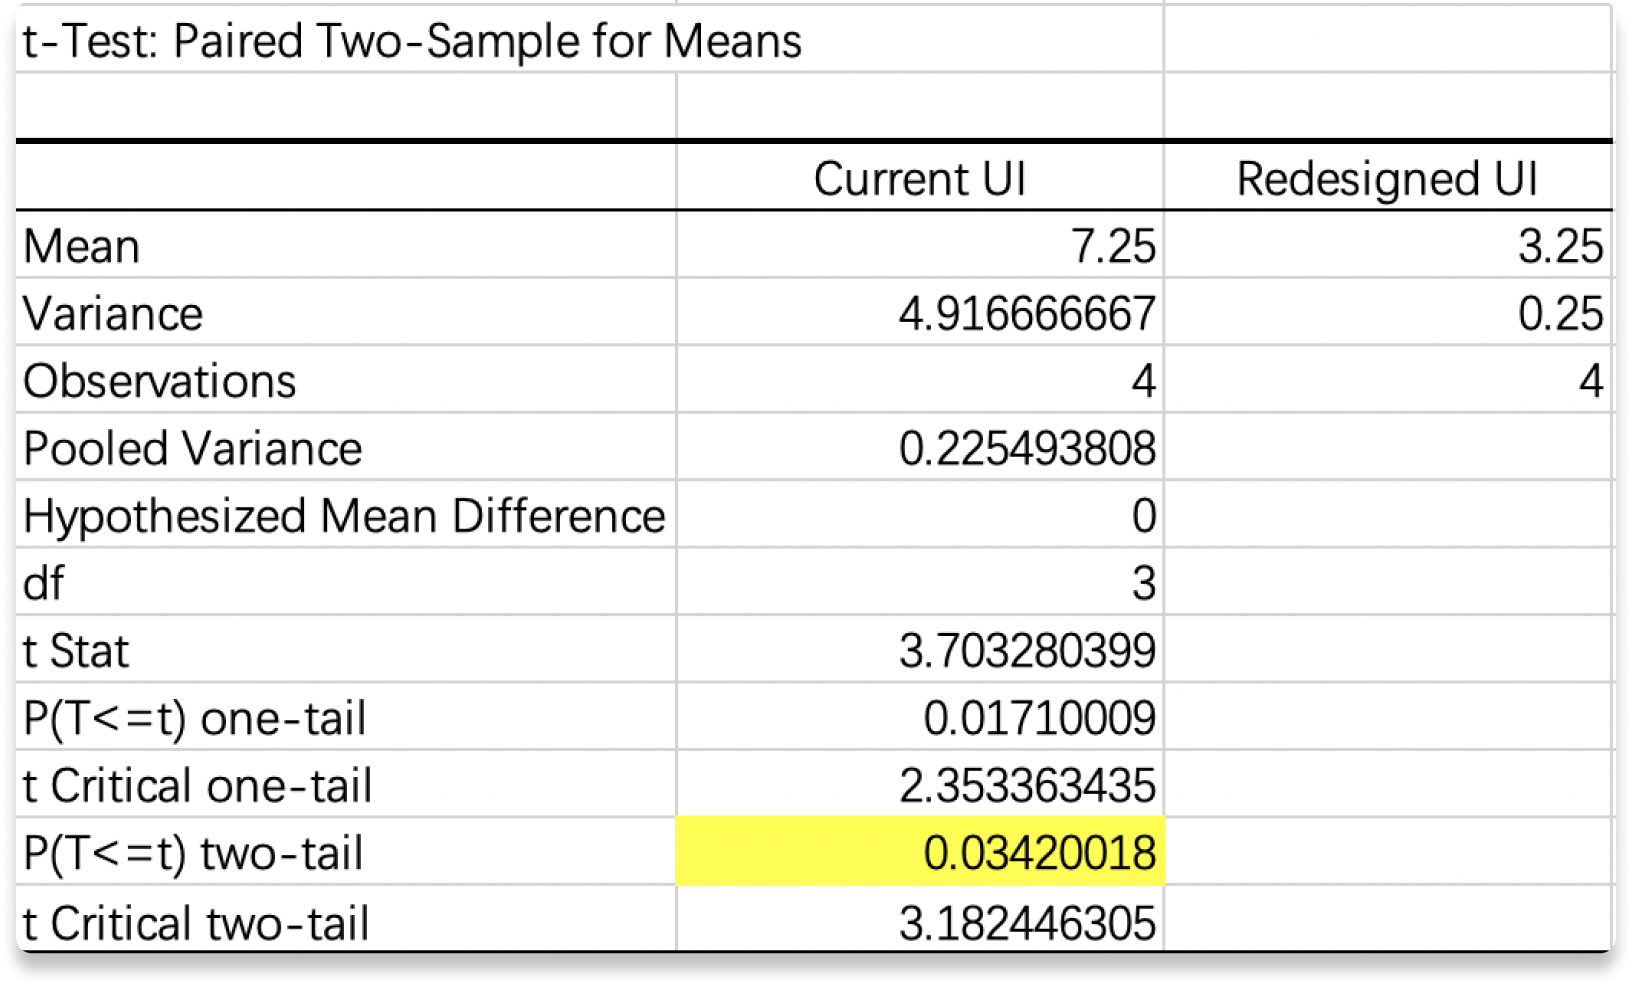 t-Test: Paired Two-Sample for Means
Current UI Redesigned UI
Mean 7.25 3.25
Variance 4.916666667 0.25
Observations 4 4
Pooled Variance 0.225493808
Hypothesized Mean Difference 0
df 3
t Stat 3.703280399
P(T<=t) one-tail 0.01710009
t Critical one-tail 2.353363435
P(T<=t) two-tail 0.03420018
t Critical two-tail 3.182446305